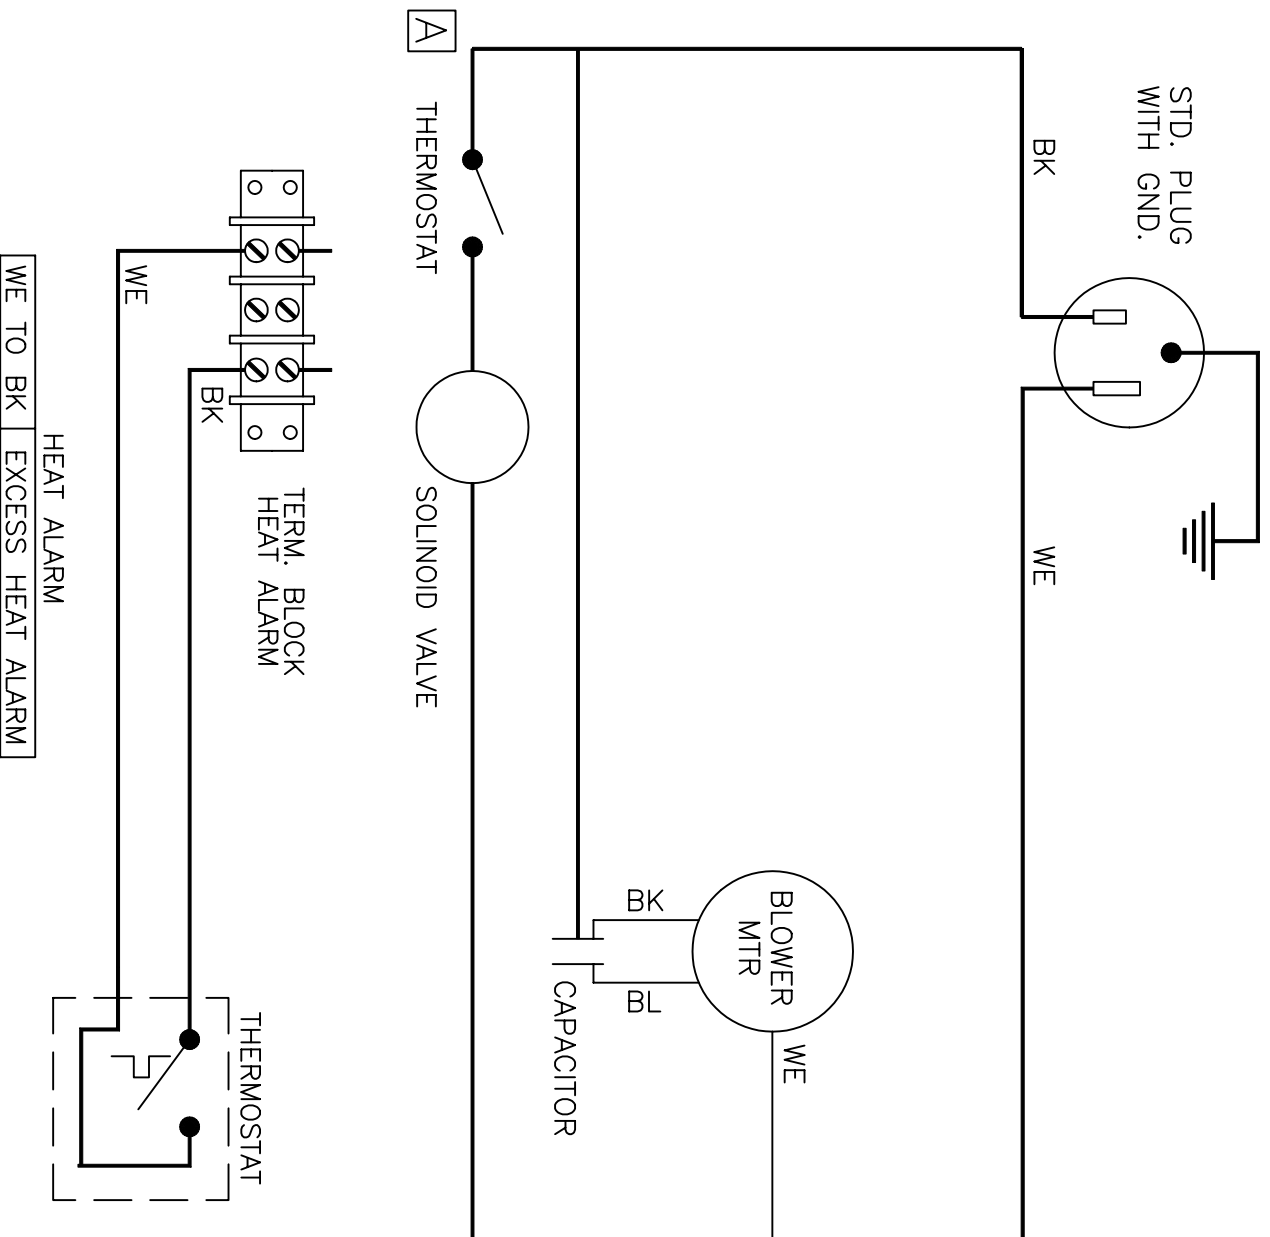 STD. PLUG
WITH GND.
BK
WE
BLOWER
MTR
BK
BL
WE
CAPACITOR
A
THERMOSTAT
SOLINOID VALVE
TERM. BLOCK
HEAT ALARM
WE
BK
THERMOSTAT
HEAT ALARM
WE TO BK EXCESS HEAT ALARM